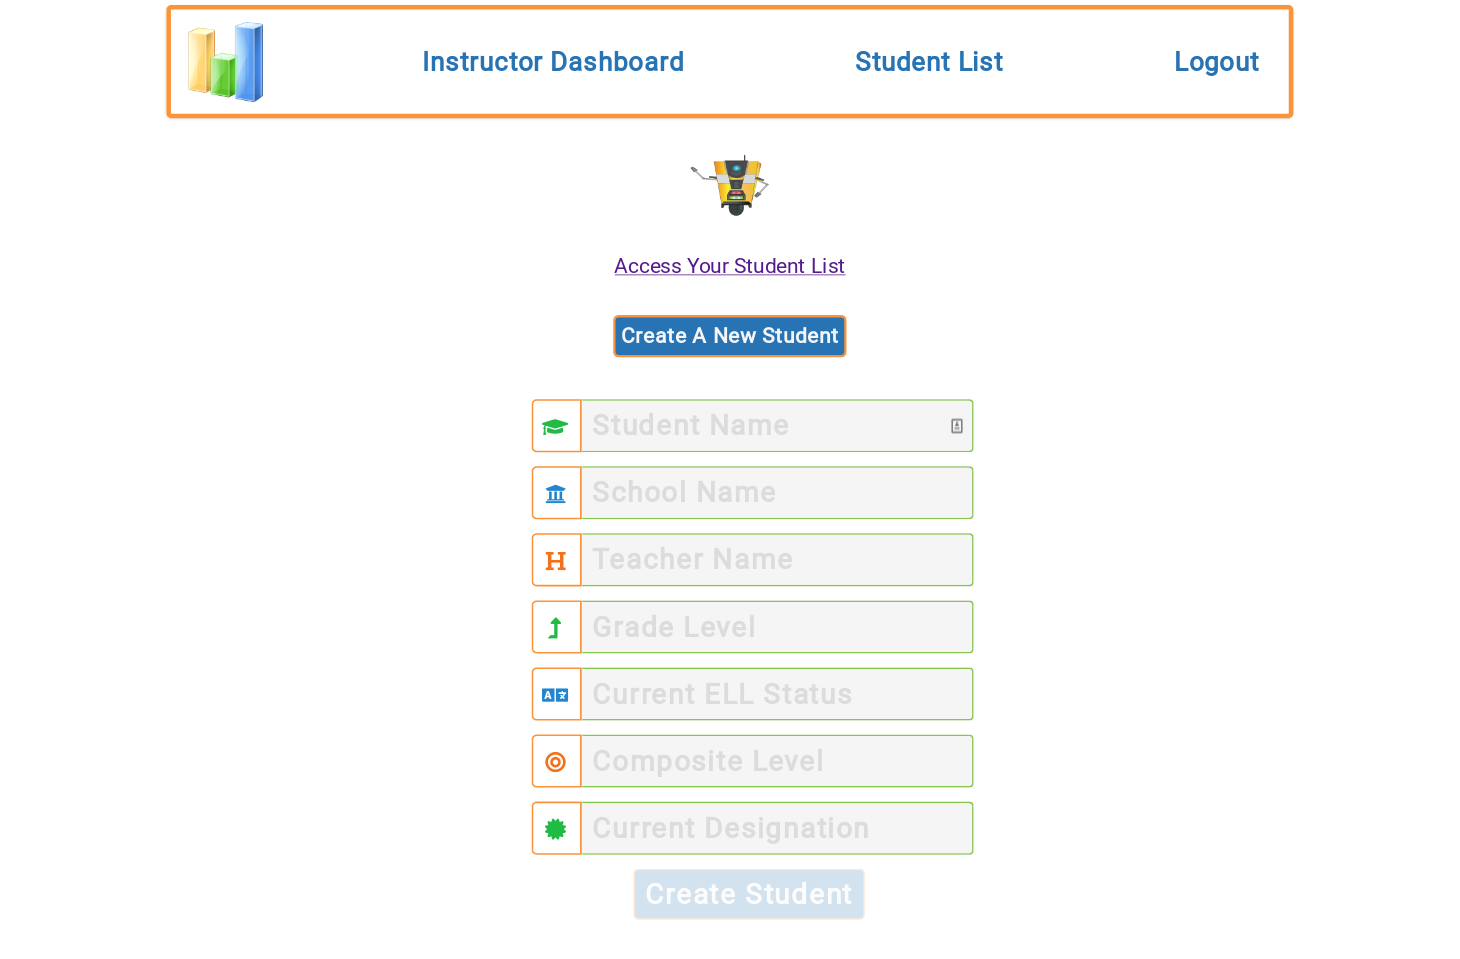 Instructor Dashboard Student List Logout
Access Your Student List
Create A New Student
Student Name
School Name
Teacher Name
Grade Level
Current ELL Status
Composite Level
Current Designation
Create Student